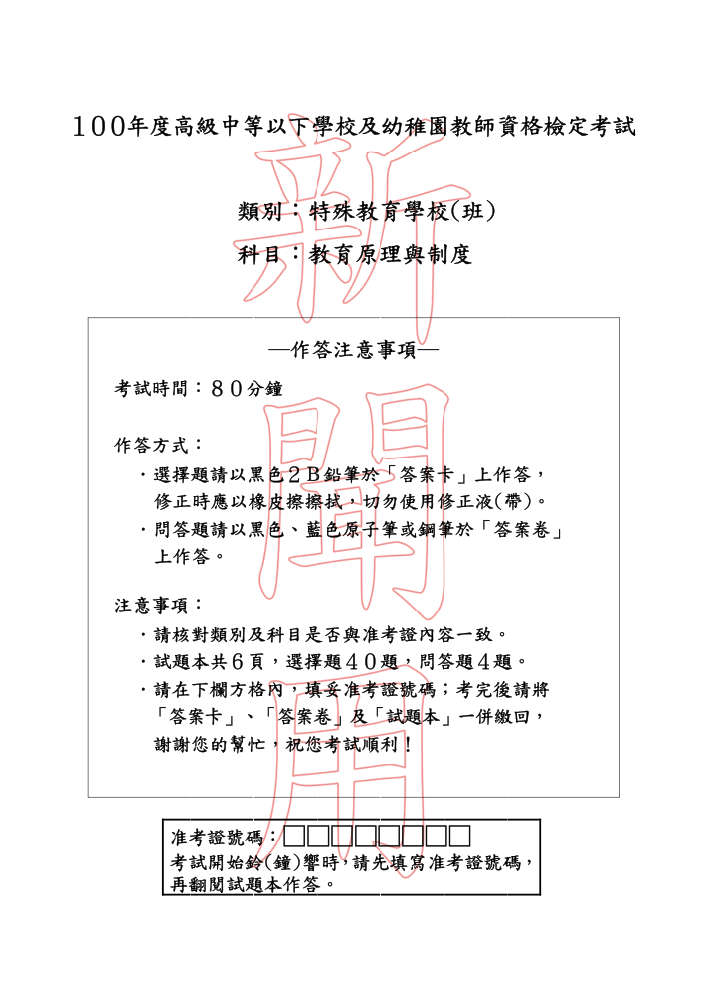 100年度高級中等以下學校及幼稚園教師資格檢定考試
類別：特殊教育學校(班)
科目：教育原理與制度
—作答注意事項—
考試時間：８０分鐘
作答方式：
．選擇題請以黑色２Ｂ鉛筆於「答案卡」上作答，
修正時應以橡皮擦擦拭，切勿使用修正液(帶)。
．問答題請以黑色、藍色原子筆或鋼筆於「答案卷」
上作答。
注意事項：
．請核對類別及科目是否與准考證內容一致。
．試題本共６頁，選擇題４０題，問答題４題。
．請在下欄方格內，填妥准考證號碼；考完後請將
「答案卡」、「答案卷」及「試題本」一併繳回，
謝謝您的幫忙，祝您考試順利！
准考證號碼：□□□□□□□□
考試開始鈴(鐘)響時，請先填寫准考證號碼，
再翻閱試題本作答。
新聞用